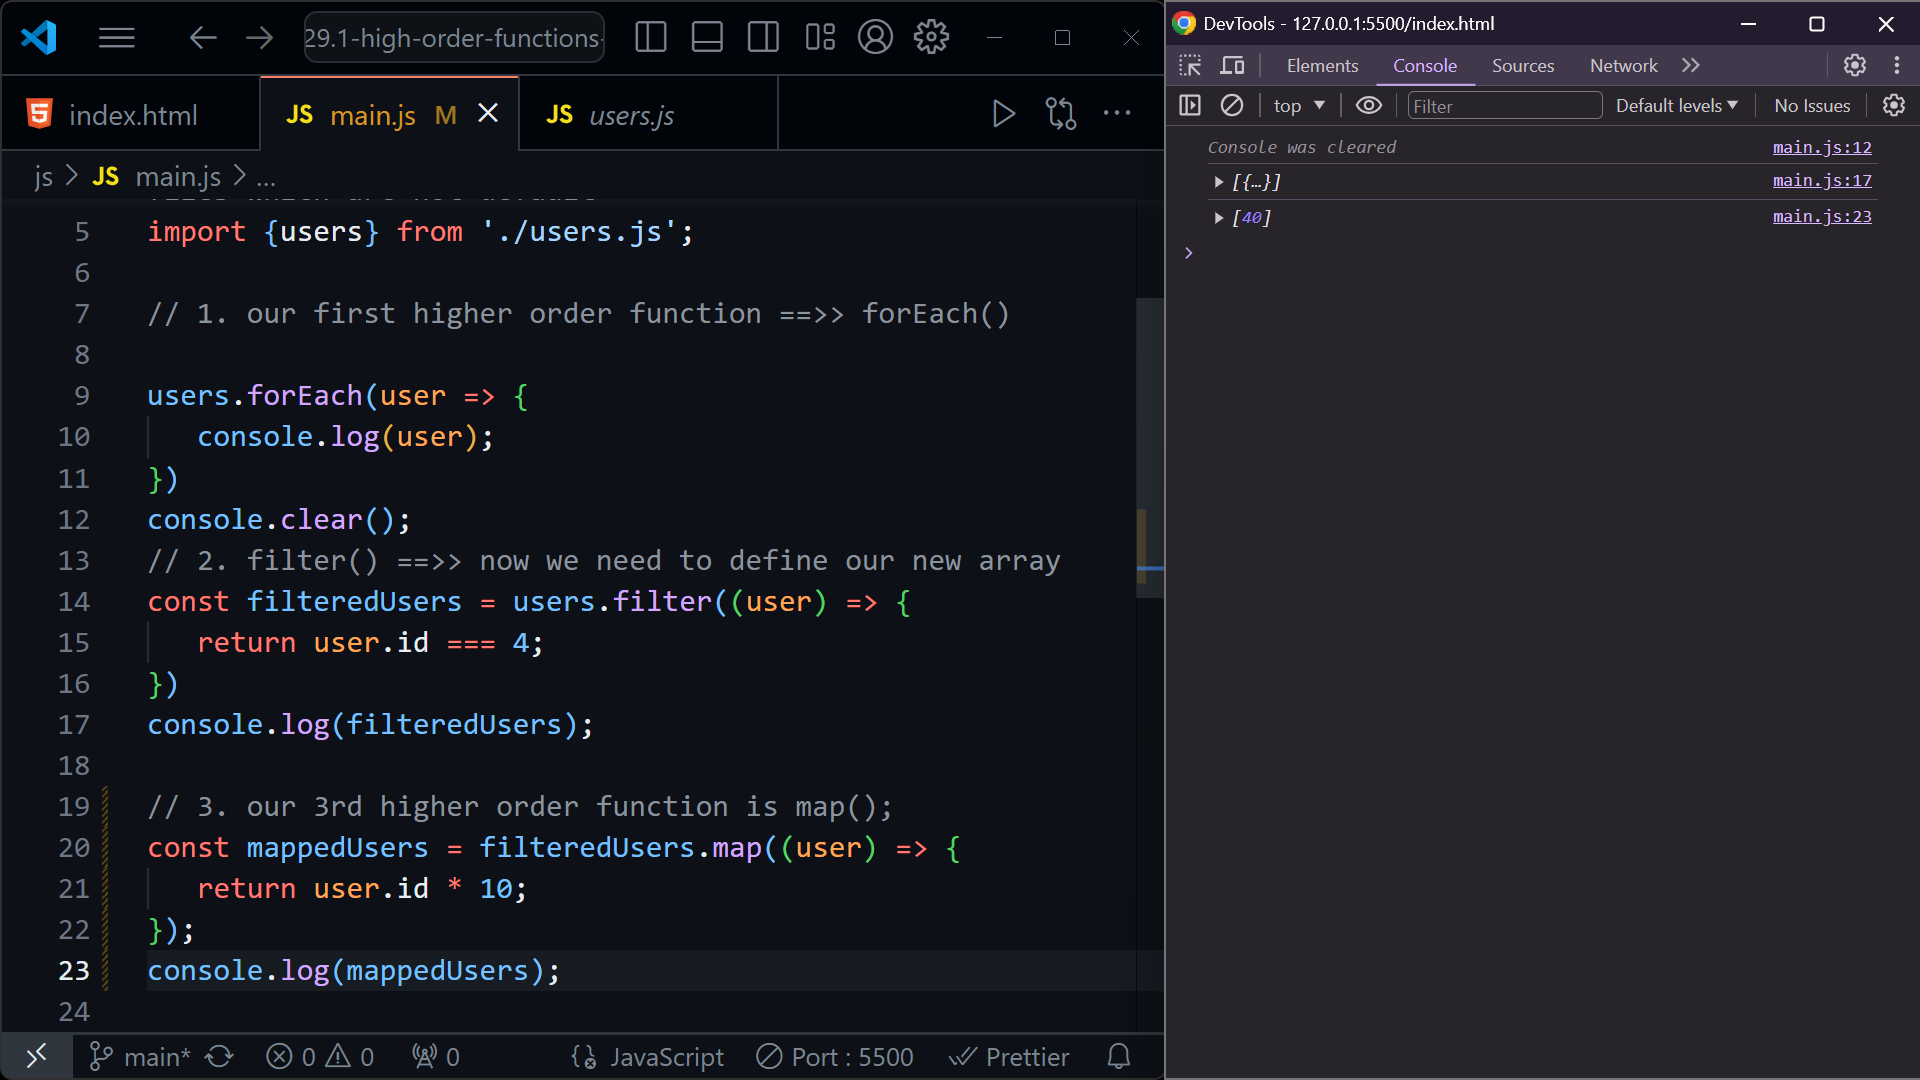 29.1-high-order-functions-
index.html
JS main.js M
JS users.js
js > JS main.js > ...
5 import {users} from './users.js';
6
7 // 1. our first higher order function ==>> forEach()
8
9 users.forEach(user => {
10 console.log(user);
11 })
12 console.clear();
13 // 2. filter() ==>> now we need to define our new array
14 const filteredUsers = users.filter((user) => {
15 return user.id === 4;
16 })
17 console.log(filteredUsers);
18
19 // 3. our 3rd higher order function is map();
20 const mappedUsers = filteredUsers.map((user) => {
21 return user.id * 10;
22 });
23 console.log(mappedUsers);
24
main* 0 0 0 JavaScript Port : 5500 Prettier
DevTools - 127.0.0.1:5500/index.html
Elements Console Sources Network
top Filter Default levels No Issues
Console was cleared main.js:12
[{…}] main.js:17
[40] main.js:23